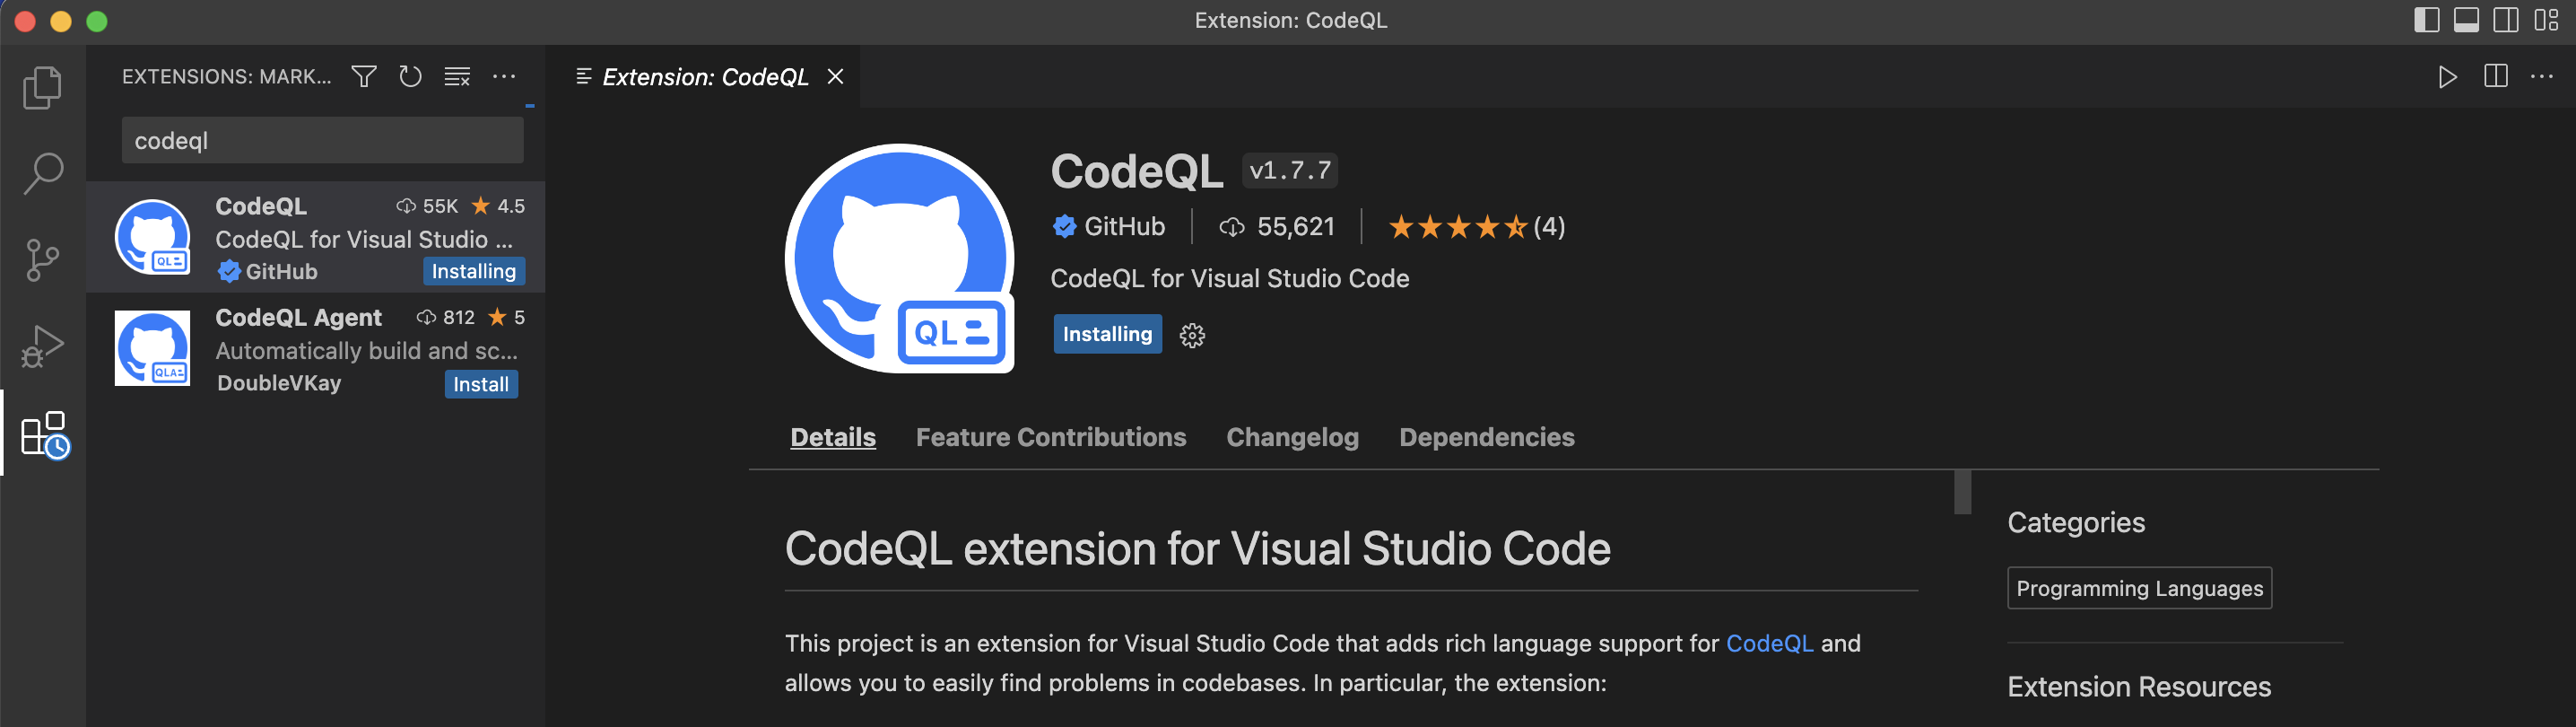 Extension: CodeQL
EXTENSIONS: MARK...
codeql
CodeQL 55K 4.5
CodeQL for Visual Studio ...
GitHub Installing
CodeQL Agent 812 5
Automatically build and sc...
DoubleVKay Install
Extension: CodeQL
CodeQL v1.7.7
GitHub 55,621 (4)
CodeQL for Visual Studio Code
QL
Installing
Details Feature Contributions Changelog Dependencies
CodeQL extension for Visual Studio Code
This project is an extension for Visual Studio Code that adds rich language support for CodeQL and
allows you to easily find problems in codebases. In particular, the extension:
Categories
Programming Languages
Extension Resources
QL
QLA